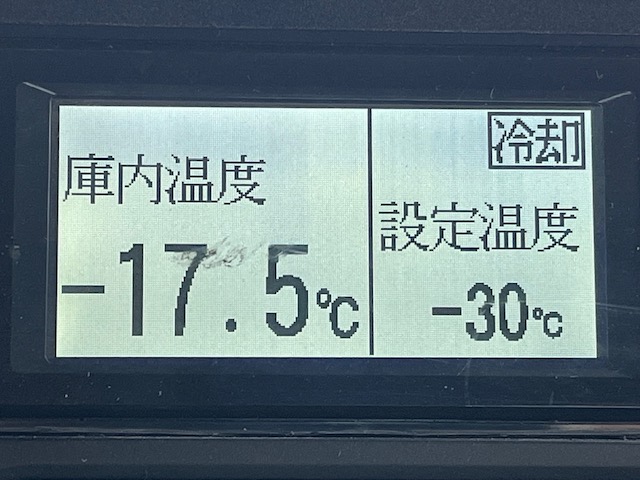 庫内温度
-17.5℃
冷却
設定温度
-30℃